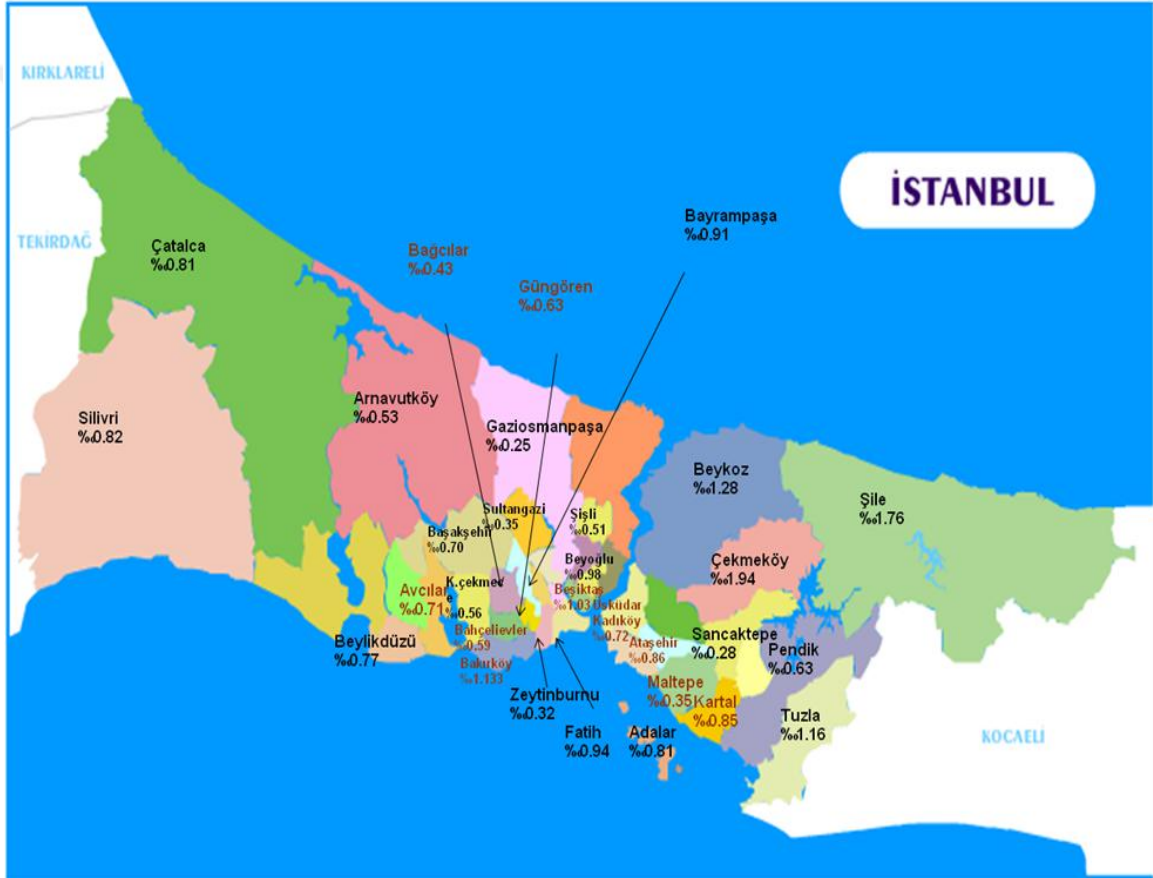 KIRKLARELİ
İSTANBUL
TEKİRDAĞ
Bayrampaşa
‰0.91
Çatalca
‰0.81
Bağcılar
‰0.43
Güngören
‰0.63
Silivri
‰0.82
Arnavutköy
‰0.53
Gaziosmanpaşa
‰0.25
Beykoz
‰1.28
Şile
‰1.76
Sultangazi
‰0.35
Şişli
‰0.51
Başakşehir
‰0.70
Beyoğlu
‰0.98
Çekmeköy
‰1.94
Avcılar
‰0.71
K.çekmec
e
‰0.56
Beşiktaş
‰1.03
Üsküdar
Kadıköy
‰0.72
Bahçelievler
‰0.59
Ataşehir
‰0.86
Sancaktepe
‰0.28
Pendik
‰0.63
Beylikdüzü
‰0.77
Bakırköy
‰1.133
Maltepe
‰0.35
Kartal
‰0.85
Zeytinburnu
‰0.32
Tuzla
‰1.16
Fatih
‰0.94
Adalar
‰0.81
KOCAELİ